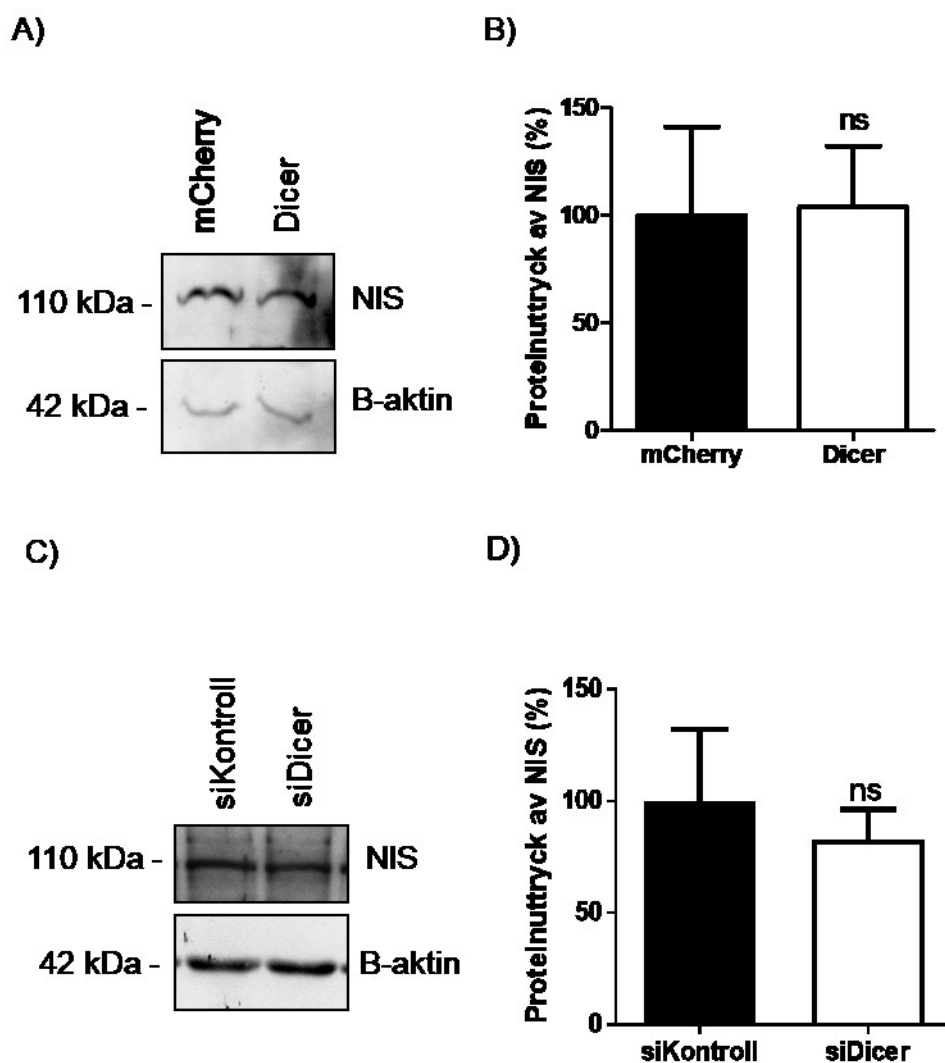 A)
mCherry
Dicer
110 kDa -
NIS
42 kDa -
B-aktin
B)
Proteinuttryck av NIS (%)
150
100
50
0
ns
mCherry
Dicer
C)
siKontroll
siDicer
110 kDa -
NIS
42 kDa -
B-aktin
D)
Proteinuttryck av NIS (%)
150
100
50
0
ns
siKontroll
siDicer